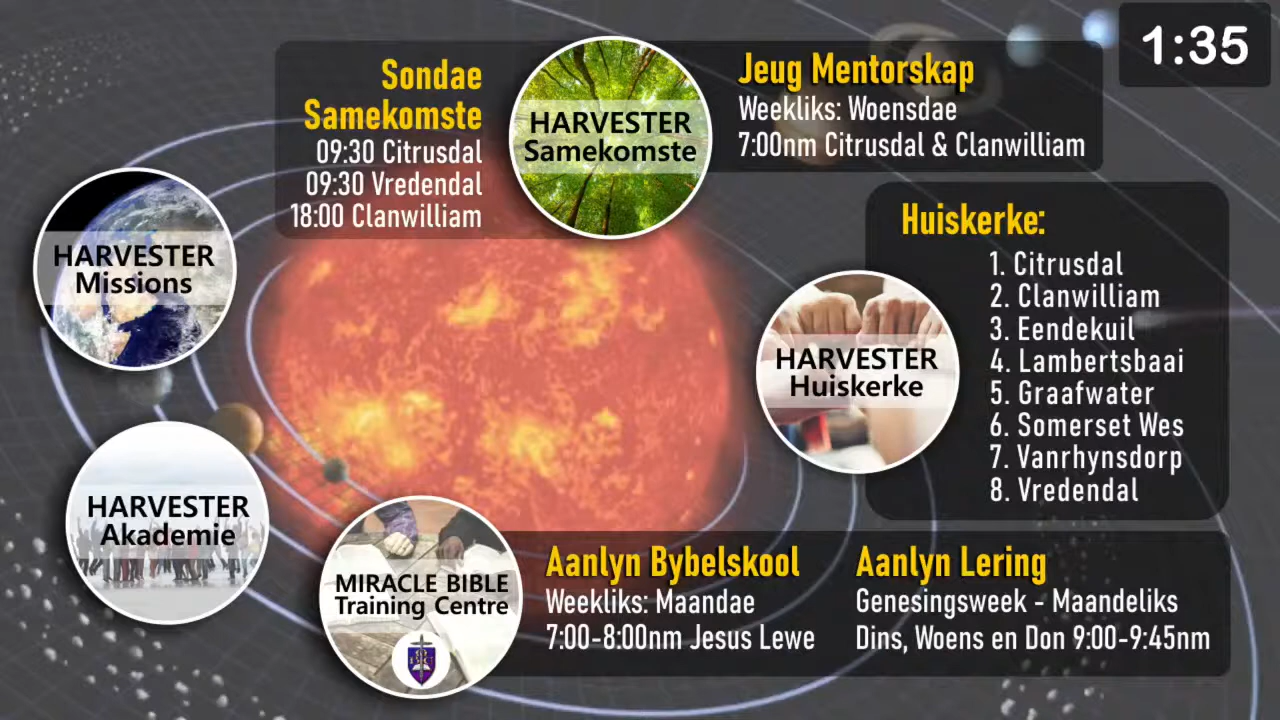 1:35
Sondae
Samekomste
09:30 Citrusdal
09:30 Vredendal
18:00 Clanwilliam
HARVESTER
Samekomste
Jeug Mentorskap
Weekliks: Woensdae
7:00nm Citrusdal & Clanwilliam
HARVESTER
Missions
Huiskerke:
1. Citrusdal
2. Clanwilliam
3. Eendekuil
4. Lambertsbaai
5. Graafwater
6. Somerset Wes
7. Vanrhynsdorp
8. Vredendal
HARVESTER
Huiskerke
HARVESTER
Akademie
MIRACLE BIBLE
Training Centre
Aanlyn Bybelskool
Weekliks: Maandae
7:00-8:00nm Jesus Lewe
Aanlyn Lering
Genesingsweek - Maandeliks
Dins, Woens en Don 9:00-9:45nm